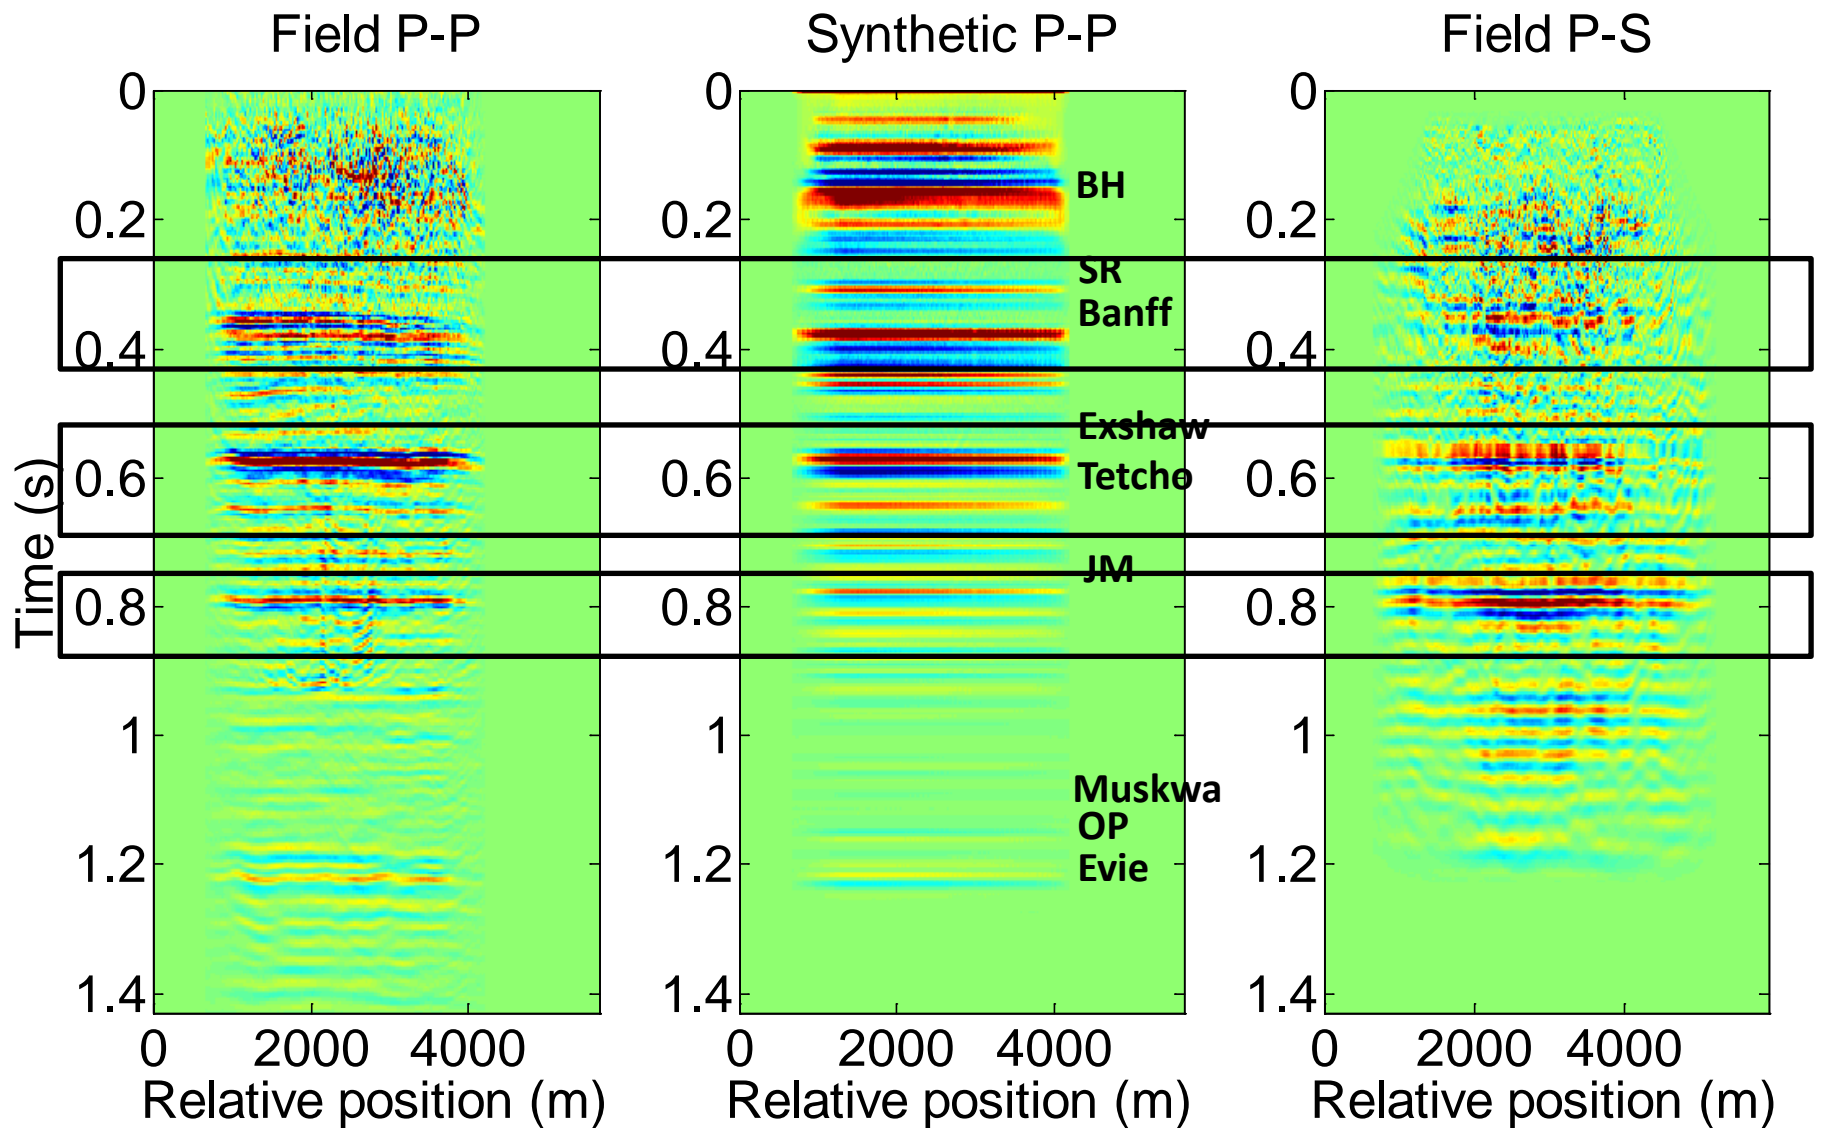 Field P-P
Synthetic P-P
Field P-S
0
0.2
0.4
0.6
0.8
1
1.2
1.4
Time (s)
0
2000
4000
Relative position (m)
0
0.2
0.4
0.6
0.8
1
1.2
1.4
BH
SR
Banff
Exshaw
Tetcho
JM
Muskwa
OP
Evie
0
2000
4000
Relative position (m)
0
0.2
0.4
0.6
0.8
1
1.2
1.4
0
2000
4000
Relative position (m)